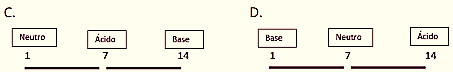 C.
Neutro Ácido Base
1 7 14
D.
Base Neutro Ácido
1 7 14